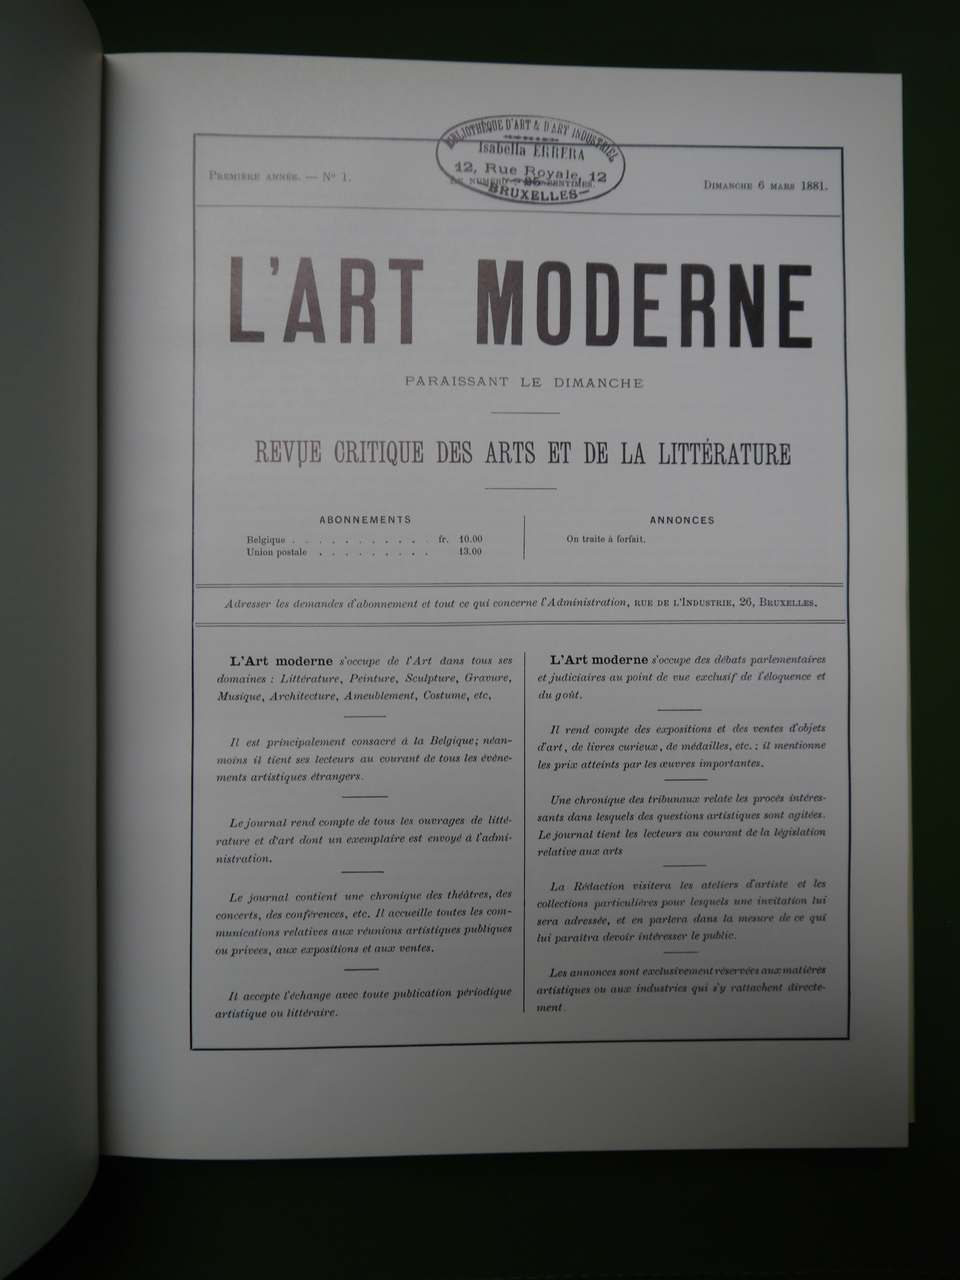 BIBLIOTHÈQUE D'ART & D'ART INDUSTRIEL
Isabella ERRERA
12, Rue Royale, 12
BRUXELLES
PREMIÈRE ANNÉE. — N° 1.
LE NUMÉRO : 25 CENTIMES.
DIMANCHE 6 MARS 1881.
L'ART MODERNE
PARAISSANT LE DIMANCHE
REVUE CRITIQUE DES ARTS ET DE LA LITTÉRATURE
ABONNEMENTS
Belgique . . . . . . . . . . . fr. 10.00
Union postale . . . . . . . . . 13.00
ANNONCES
On traite à forfait.
Adresser les demandes d'abonnement et tout ce qui concerne l'Administration, RUE DE L'INDUSTRIE, 26, BRUXELLES.
L'Art moderne s'occupe de l'Art dans tous ses
domaines : Littérature, Peinture, Sculpture, Gravure,
Musique, Architecture, Ameublement, Costume, etc.
Il est principalement consacré à la Belgique; néan-
moins il tient ses lecteurs au courant de tous les événe-
ments artistiques étrangers.
Le journal rend compte de tous les ouvrages de litté-
rature et d'art dont un exemplaire est envoyé à l'admi-
nistration.
Le journal contient une chronique des théâtres, des
concerts, des conférences, etc. Il accueille toutes les com-
munications relatives aux réunions artistiques publiques
ou privees, aux expositions et aux ventes.
Il accepte l'échange avec toute publication périodique
artistique ou littéraire.
L'Art moderne s'occupe des débats parlementaires
et judiciaires au point de vue exclusif de l'éloquence et
du goût.
Il rend compte des expositions et des ventes d'objets
d'art, de livres curieux, de médailles, etc. ; il mentionne
les prix atteints par les œuvres importantes.
Une chronique des tribunaux relate les procès intéres-
sants dans lesquels des questions artistiques sont agitées.
Le journal tient les lecteurs au courant de la législation
relative aux arts
La Rédaction visitera les ateliers d'artiste et les
collections particulières pour lesquels une invitation lui
sera adressée, et en parlera dans la mesure de ce qui
lui paraîtra devoir intéresser le public.
Les annonces sont exclusivement réservées aux matières
artistiques ou aux industries qui s'y rattachent directe-
ment.